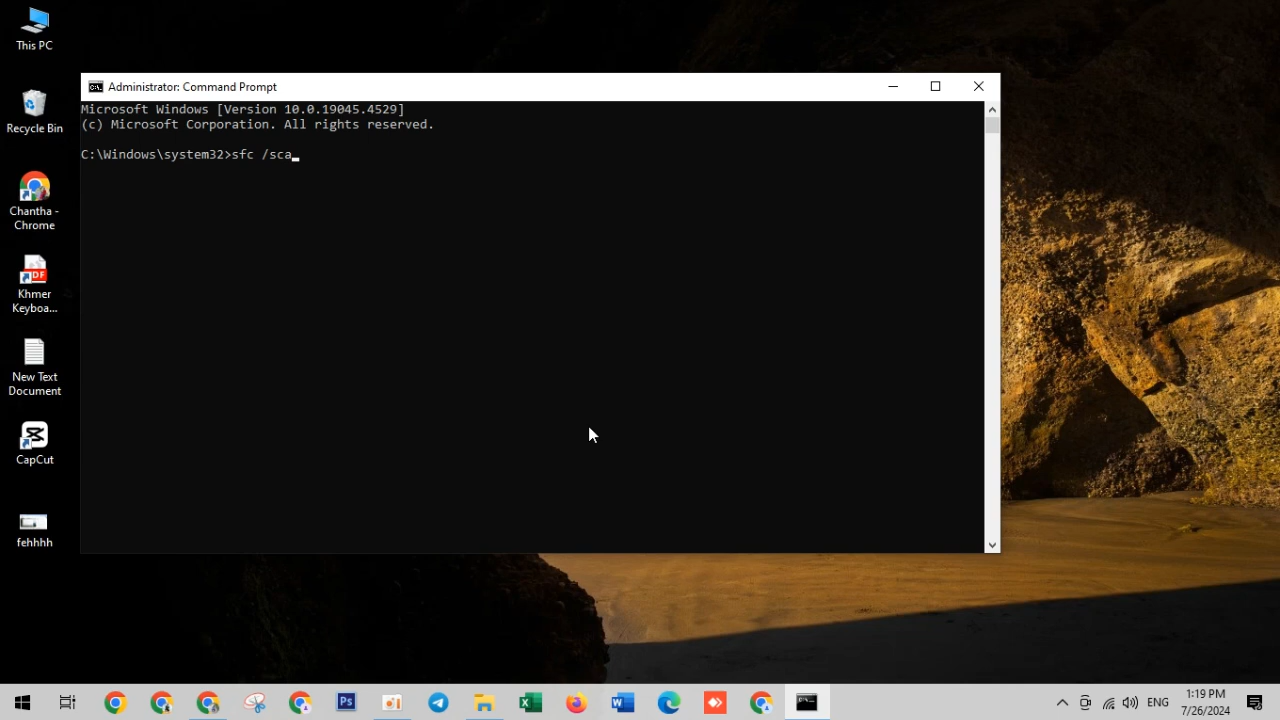 This PC
Recycle Bin
Chantha -
Chrome
Khmer
Keyboa...
New Text
Document
CapCut
fehhhh
Administrator: Command Prompt
Microsoft Windows [Version 10.0.19045.4529]
(c) Microsoft Corporation. All rights reserved.
C:\Windows\system32>sfc /sca
ENG
1:19 PM
7/26/2024